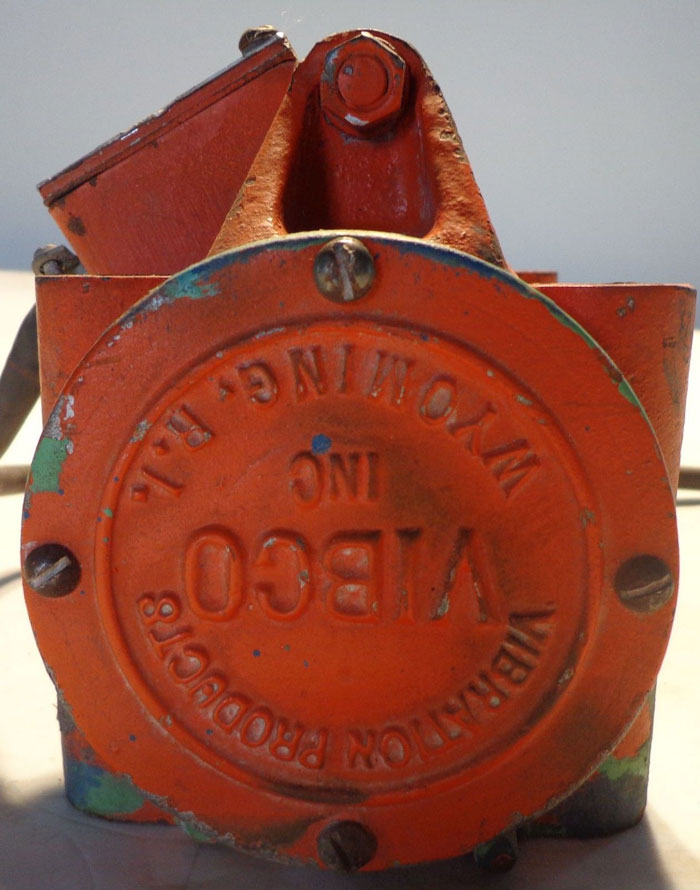 VIBRATION PRODUCTS
VIBCO
INC
WYOMING, R.I.